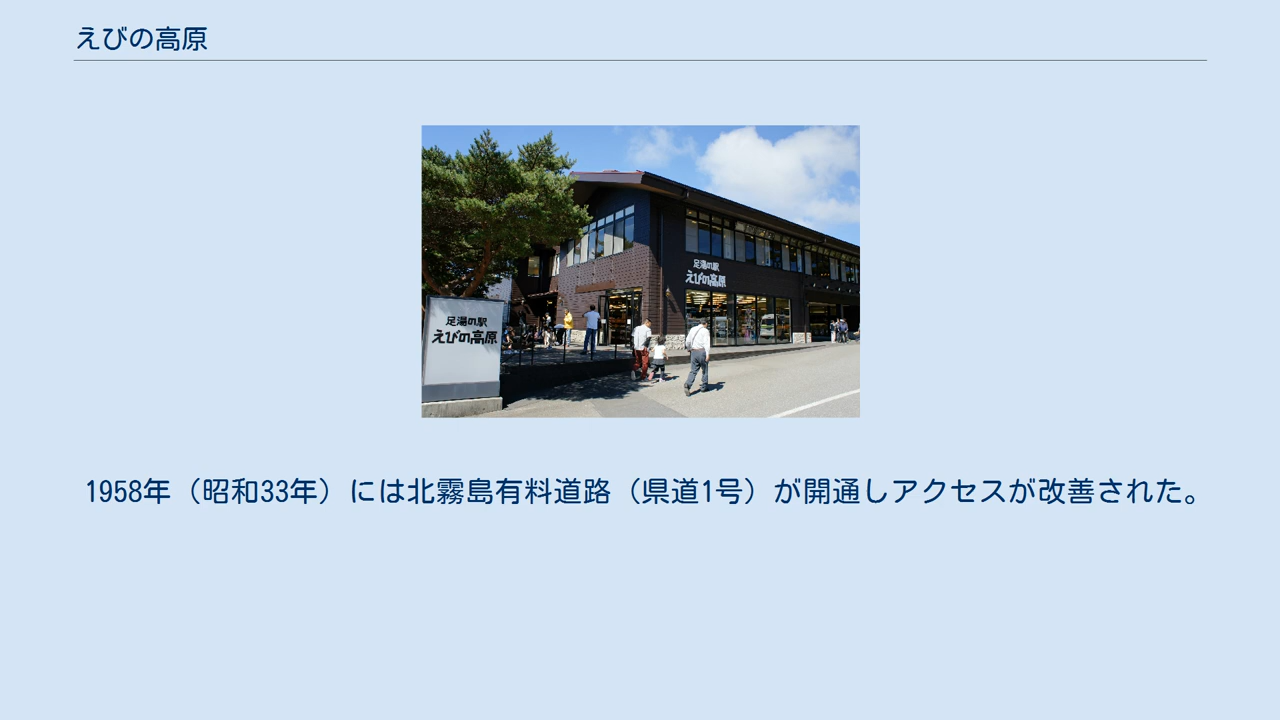 えびの高原
足湯の駅
えびの高原
足湯の駅
えびの高原
1958年（昭和33年）には北霧島有料道路（県道1号）が開通しアクセスが改善された。